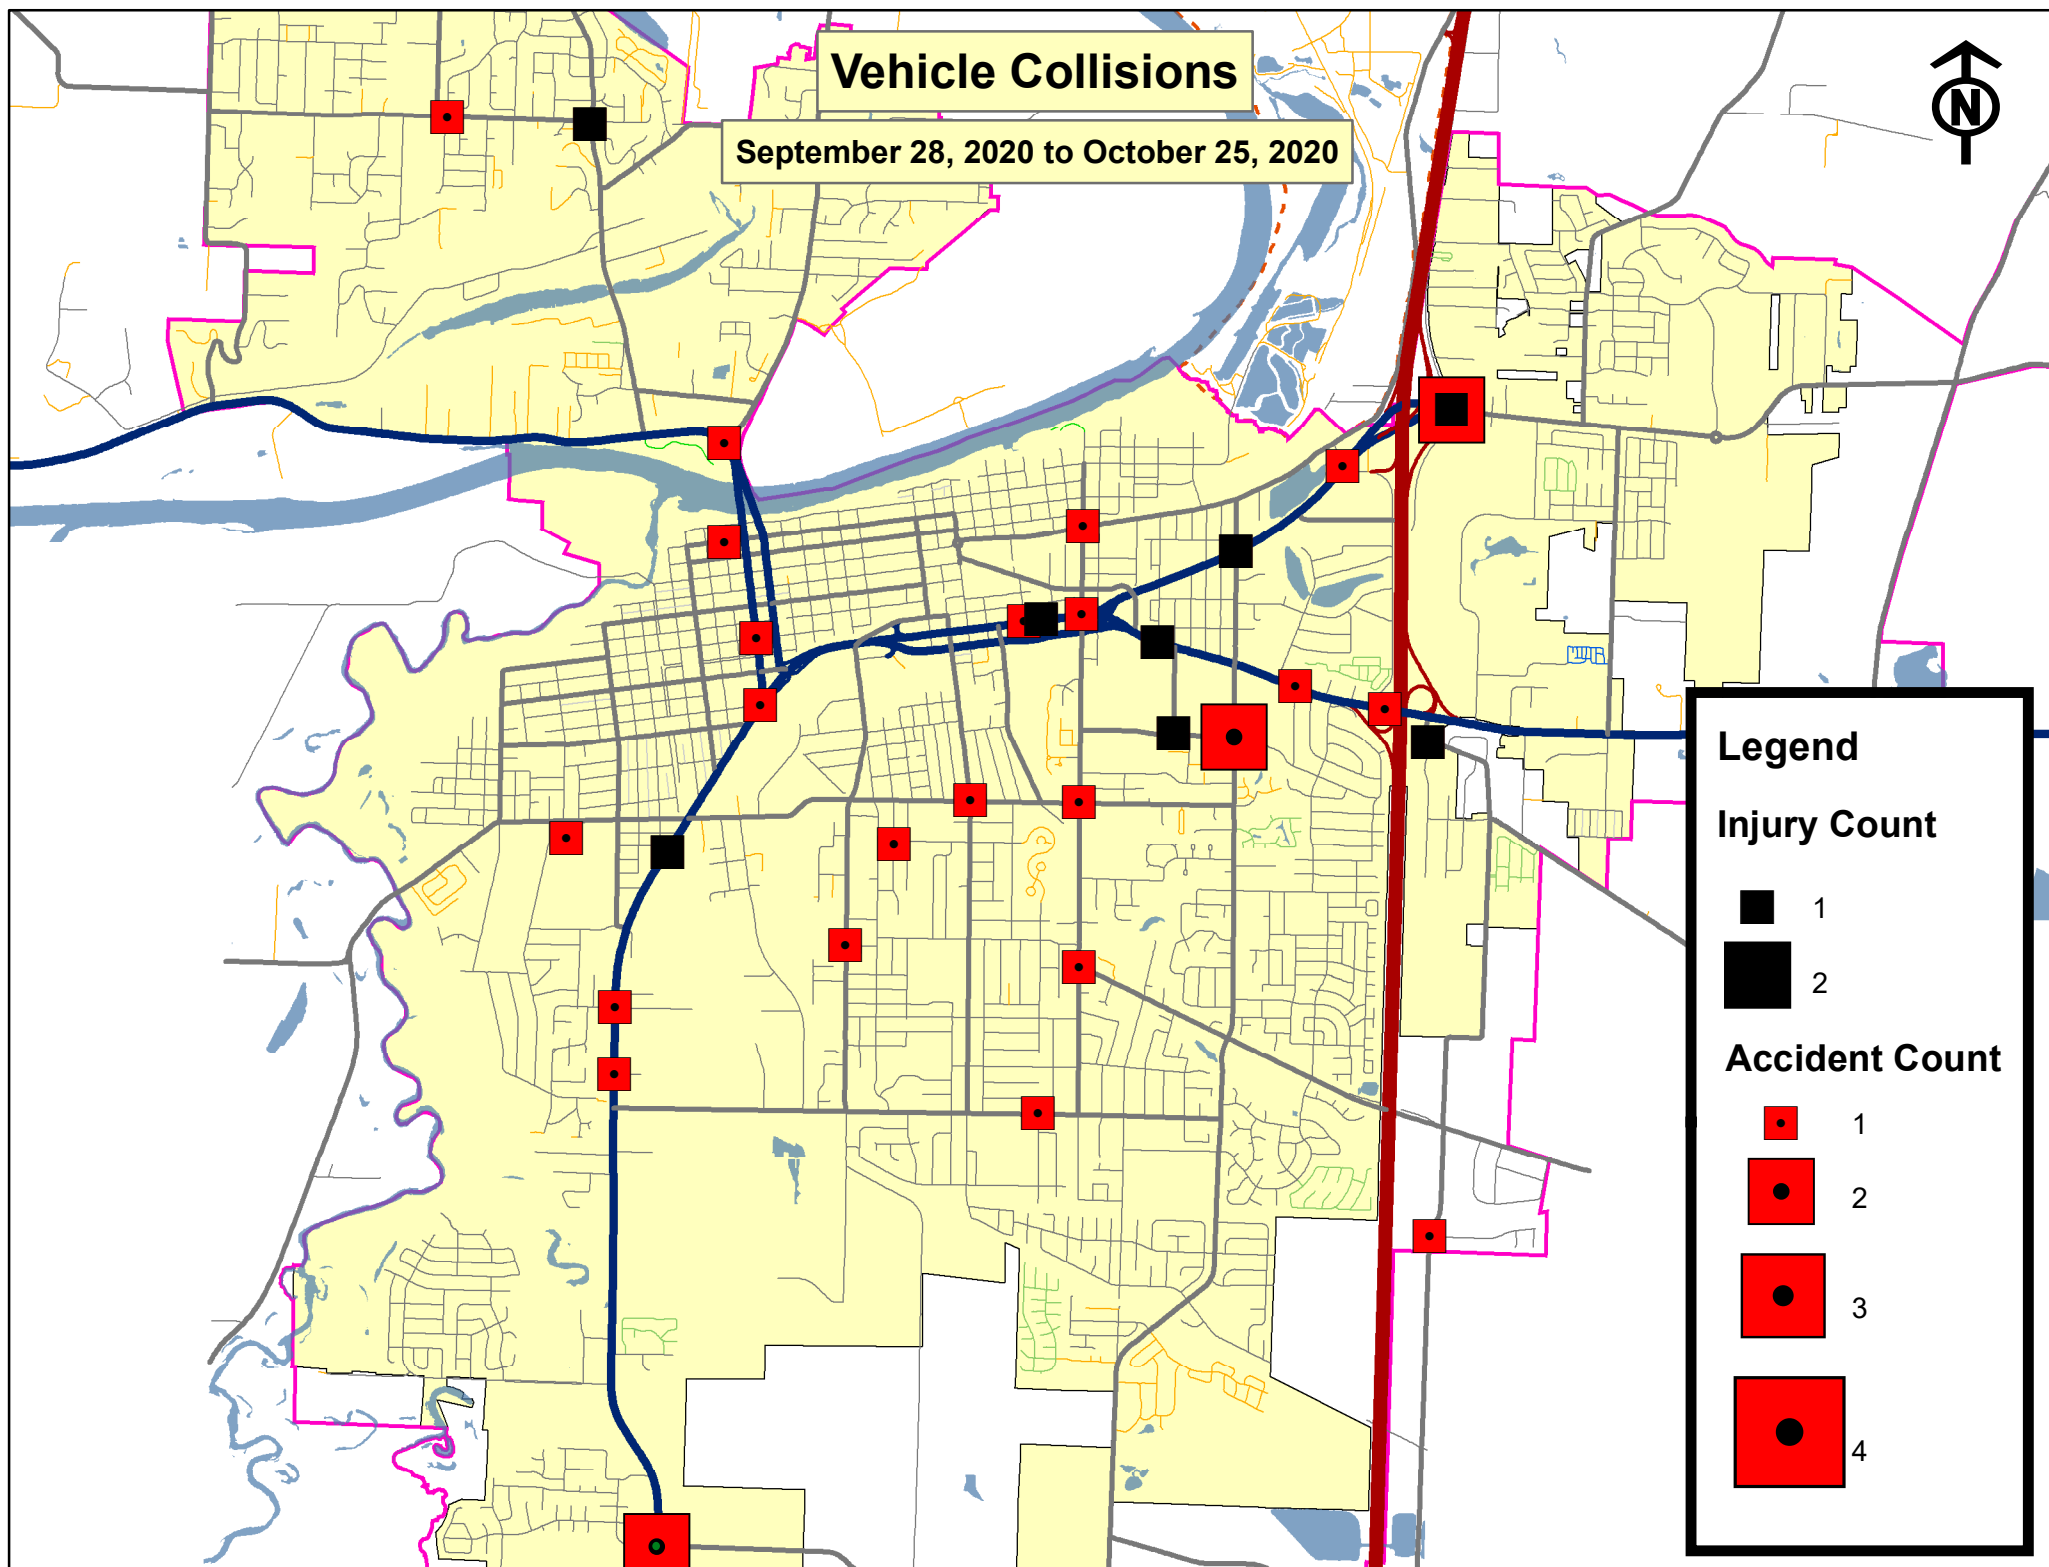 Vehicle Collisions
September 28, 2020 to October 25, 2020
N
Legend
Injury Count
1
2
Accident Count
1
2
3
4